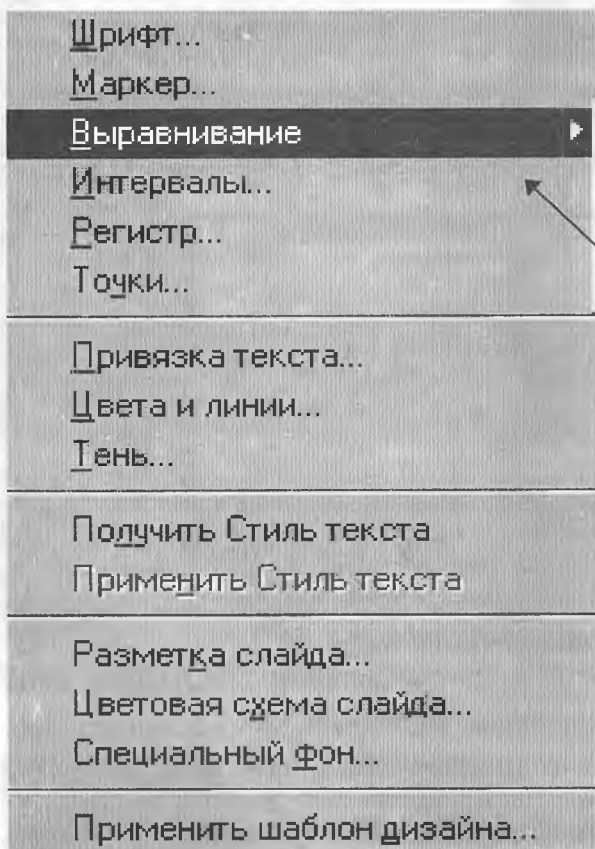 Шрифт...
Маркер...
Выравнивание
Интервалы...
Регистр...
Точки...
Привязка текста...
Цвета и линии...
Тень...
Получить Стиль текста
Применить Стиль текста
Разметка слайда...
Цветовая схема слайда...
Специальный фон...
Применить шаблон дизайна...